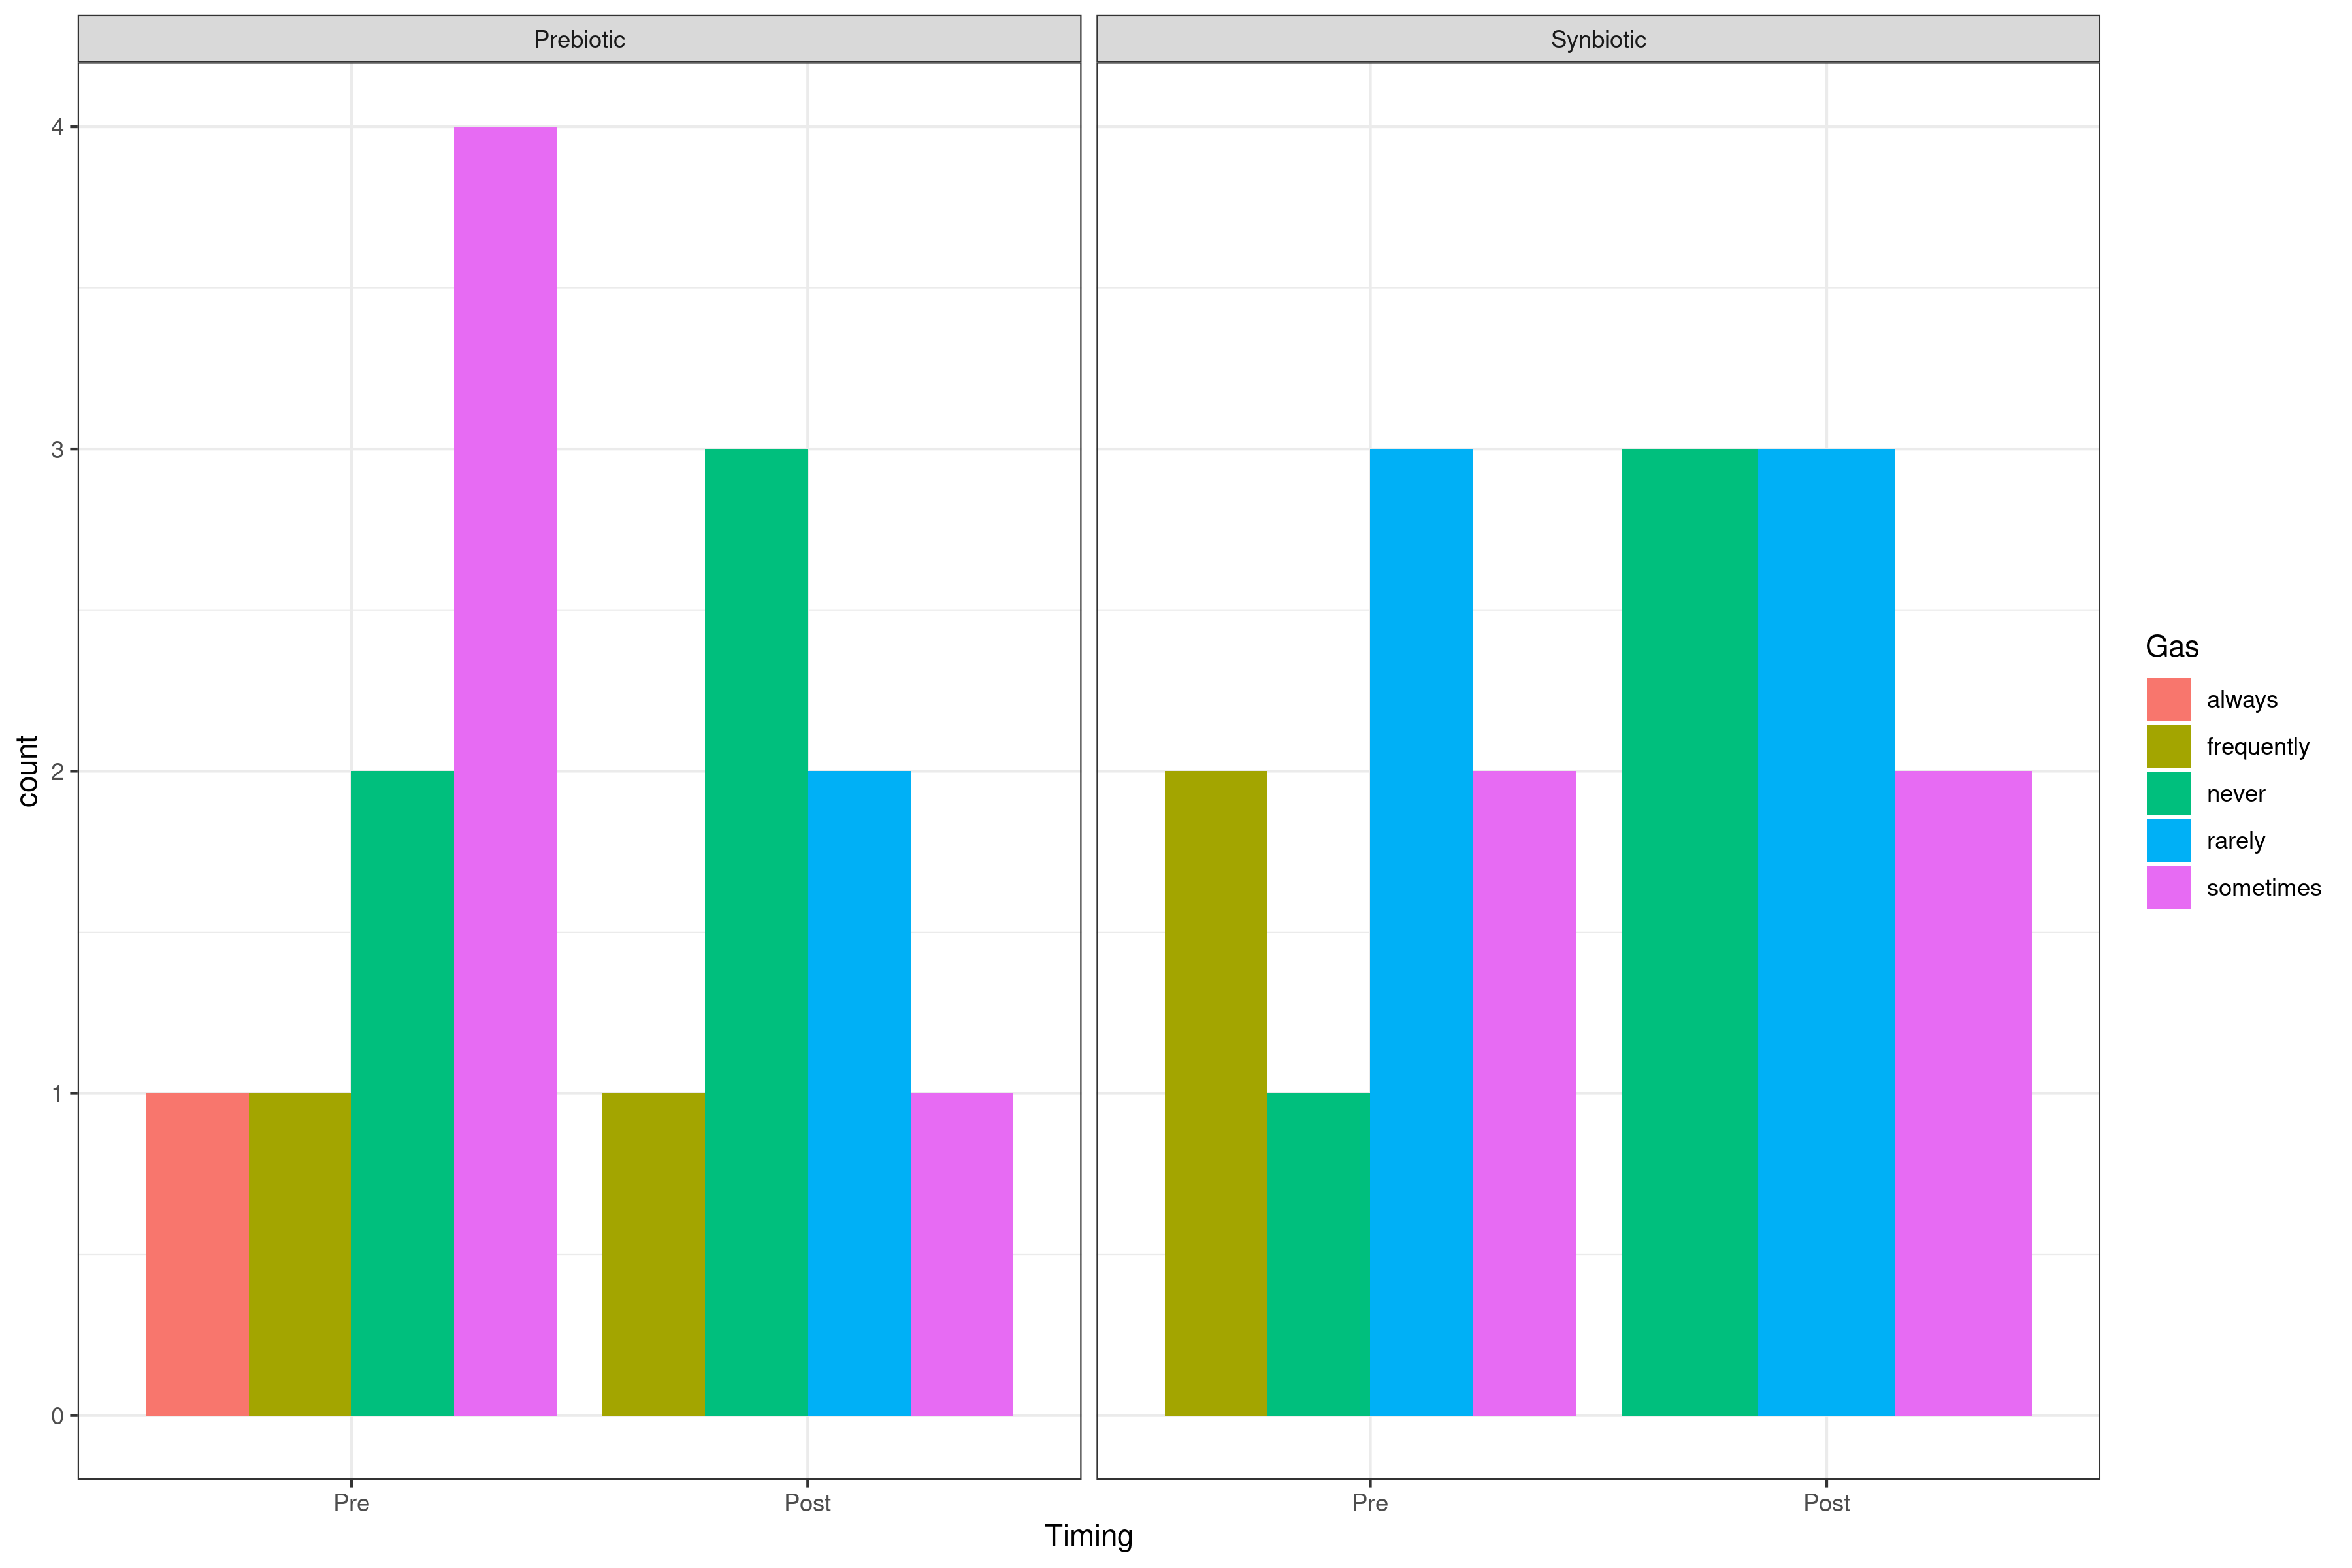 Prebiotic
Synbiotic
count
4
3
2
1
0
Pre
Post
Pre
Post
Timing
Gas
always
frequently
never
rarely
sometimes